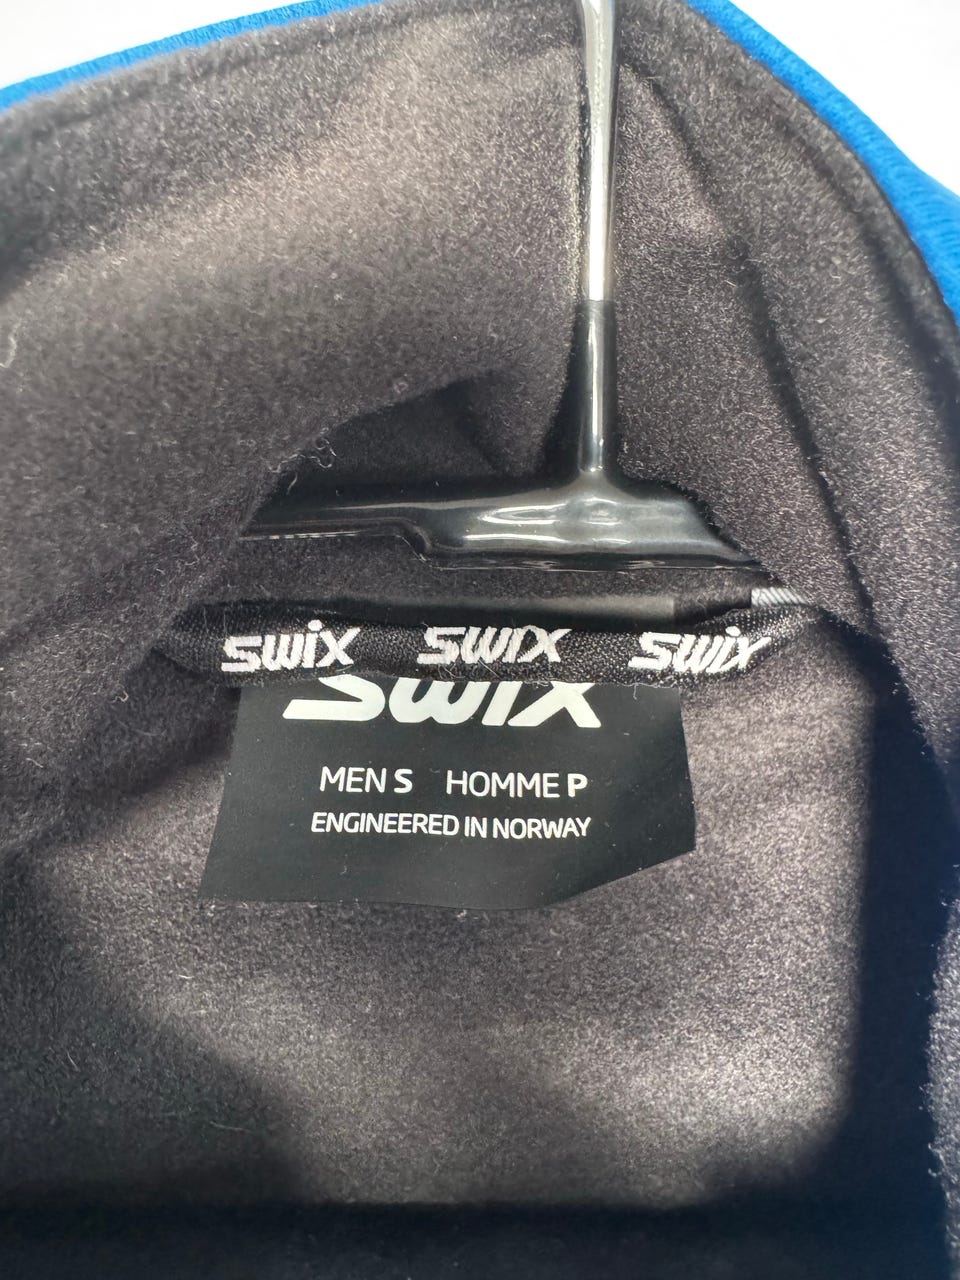 swix swix swix
swix
MEN S HOMME P
ENGINEERED IN NORWAY